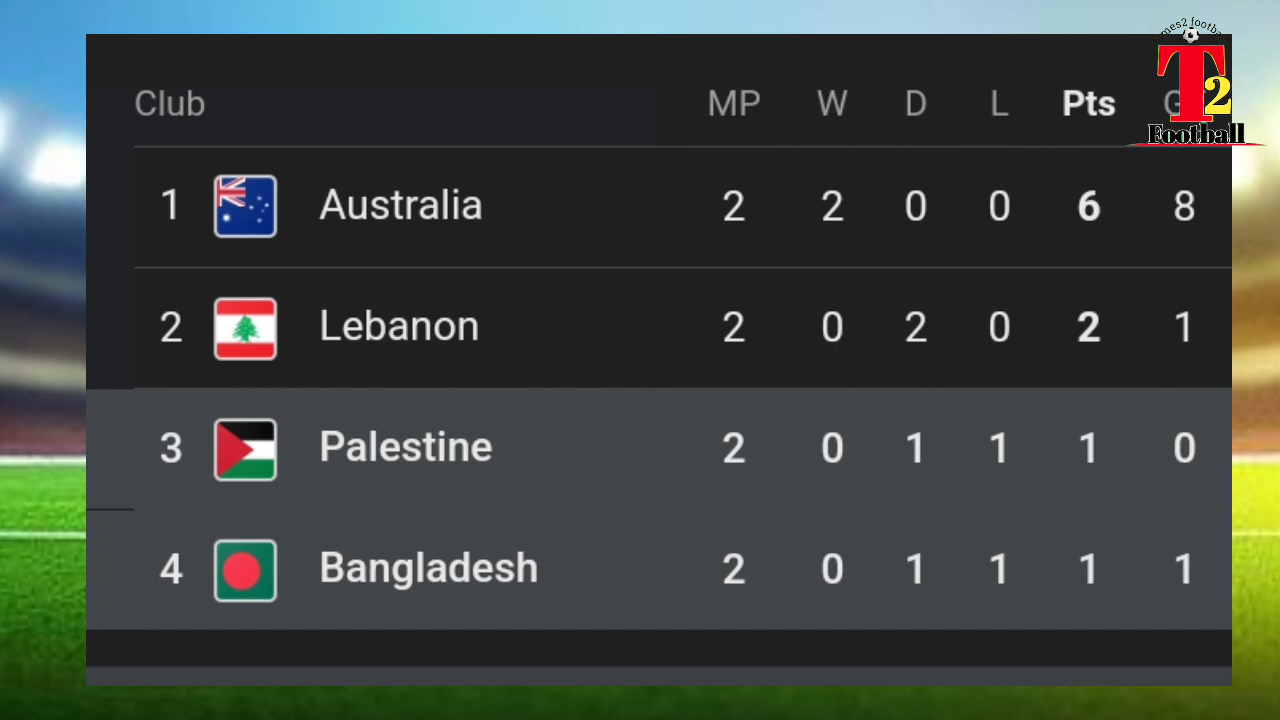 Club MP W D L Pts G
1 Australia 2 2 0 0 6 8
2 Lebanon 2 0 2 0 2 1
3 Palestine 2 0 1 1 1 0
4 Bangladesh 2 0 1 1 1 1
T2
Football